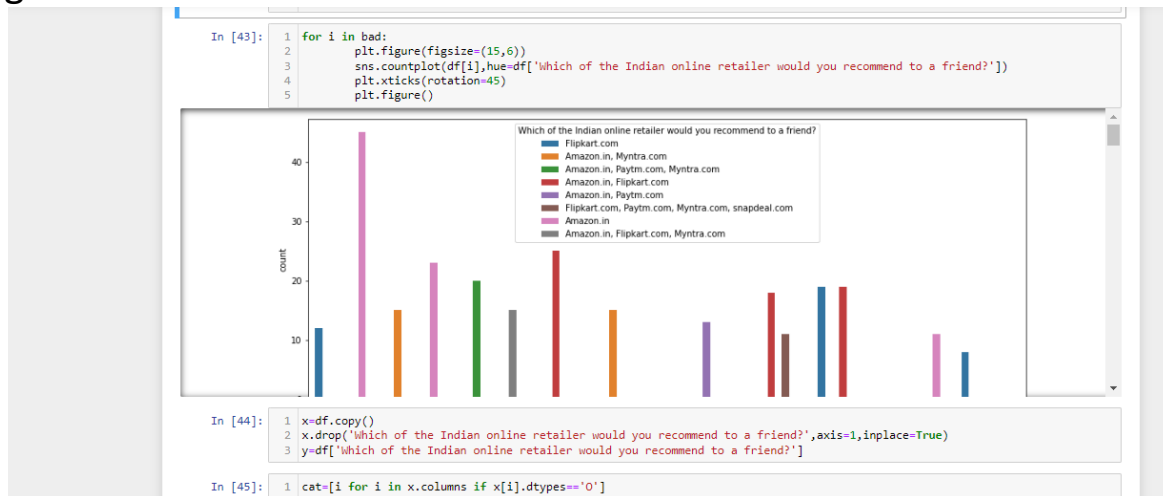 In [43]:
1 for i in bad:
2 plt.figure(figsize=(15,6))
3 sns.countplot(df[i],hue=df['Which of the Indian online retailer would you recommend to a friend?'])
4 plt.xticks(rotation=45)
5 plt.figure()
Which of the Indian online retailer would you recommend to a friend?
Flipkart.com
Amazon.in, Myntra.com
Amazon.in, Paytm.com, Myntra.com
Amazon.in, Flipkart.com
Amazon.in, Paytm.com
Flipkart.com, Paytm.com, Myntra.com, snapdeal.com
Amazon.in
Amazon.in, Flipkart.com, Myntra.com
40
30
count
20
10
In [44]:
1 x=df.copy()
2 x.drop('Which of the Indian online retailer would you recommend to a friend?',axis=1,inplace=True)
3 y=df['Which of the Indian online retailer would you recommend to a friend?']
In [45]:
1 cat=[i for i in x.columns if x[i].dtypes=='O']